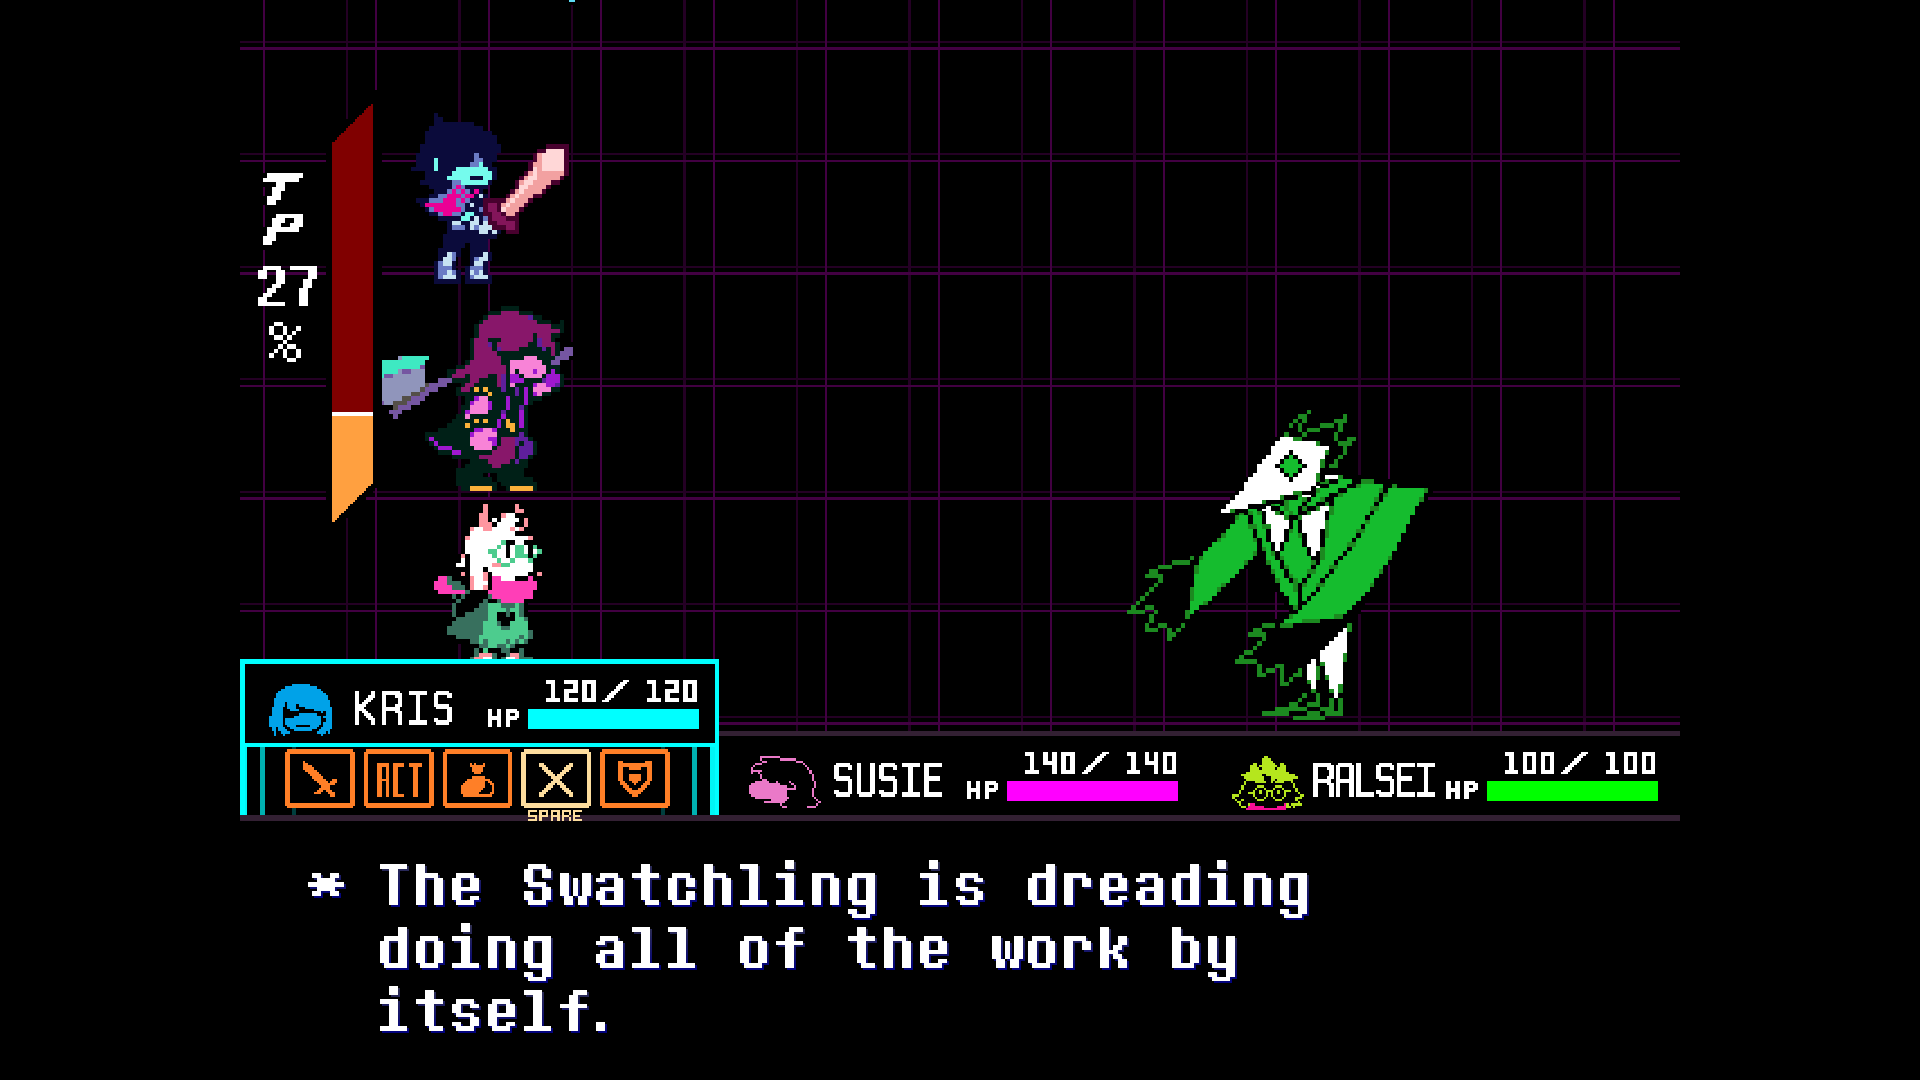 TP
27
%
KRIS HP 120/ 120
ACT
SPARE
SUSIE HP 140/ 140
RALSEI HP 100/ 100
* The Swatchling is dreading
doing all of the work by
itself.